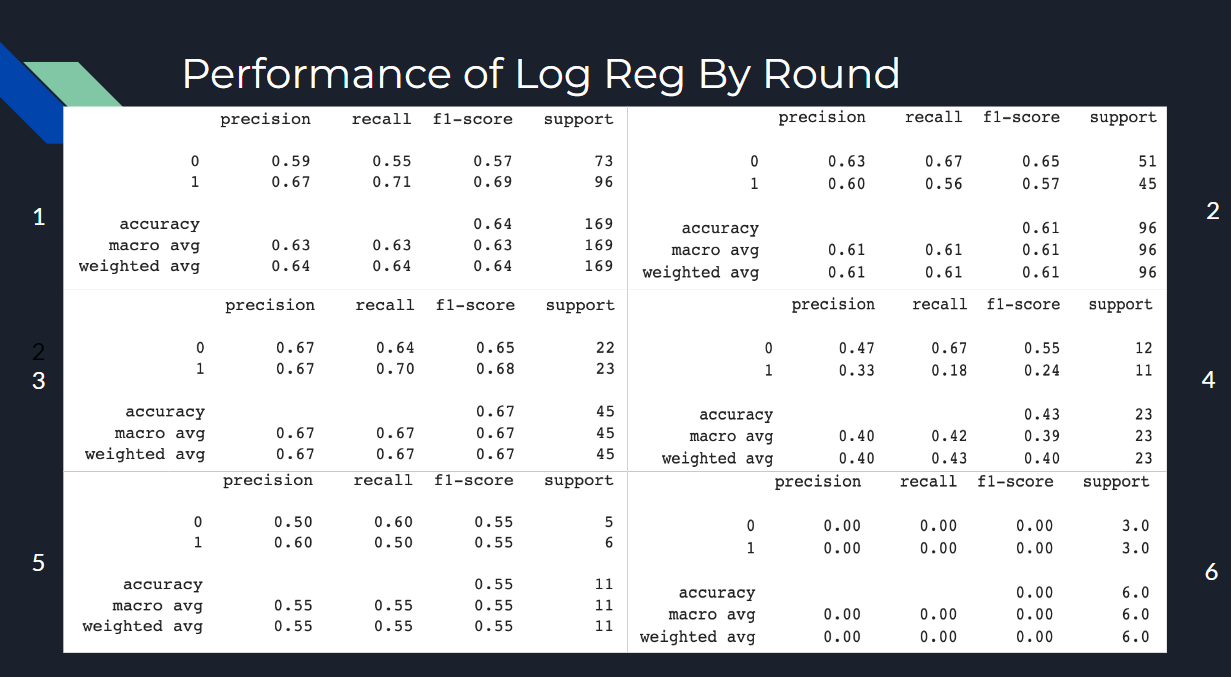 Performance of Log Reg By Round
1
precision recall f1-score support
0 0.59 0.55 0.57 73
1 0.67 0.71 0.69 96
accuracy 0.64 169
macro avg 0.63 0.63 0.63 169
weighted avg 0.64 0.64 0.64 169
2
precision recall f1-score support
0 0.63 0.67 0.65 51
1 0.60 0.56 0.57 45
accuracy 0.61 96
macro avg 0.61 0.61 0.61 96
weighted avg 0.61 0.61 0.61 96
2
3
precision recall f1-score support
0 0.67 0.64 0.65 22
1 0.67 0.70 0.68 23
accuracy 0.67 45
macro avg 0.67 0.67 0.67 45
weighted avg 0.67 0.67 0.67 45
4
precision recall f1-score support
0 0.47 0.67 0.55 12
1 0.33 0.18 0.24 11
accuracy 0.43 23
macro avg 0.40 0.42 0.39 23
weighted avg 0.40 0.43 0.40 23
5
precision recall f1-score support
0 0.50 0.60 0.55 5
1 0.60 0.50 0.55 6
accuracy 0.55 11
macro avg 0.55 0.55 0.55 11
weighted avg 0.55 0.55 0.55 11
6
precision recall f1-score support
0 0.00 0.00 0.00 3.0
1 0.00 0.00 0.00 3.0
accuracy 0.00 6.0
macro avg 0.00 0.00 0.00 6.0
weighted avg 0.00 0.00 0.00 6.0